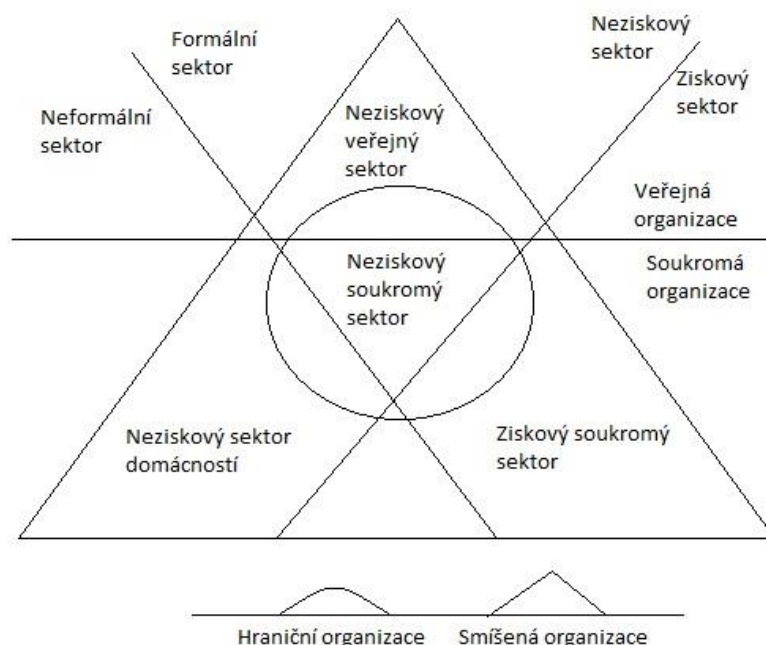 Formální
sektor
Neziskový
sektor
Ziskový
sektor
Neformální
sektor
Neziskový
veřejný
sektor
Veřejná
organizace
Neziskový
soukromý
sektor
Soukromá
organizace
Neziskový sektor
domácností
Ziskový soukromý
sektor
Hraniční organizace
Smíšená organizace